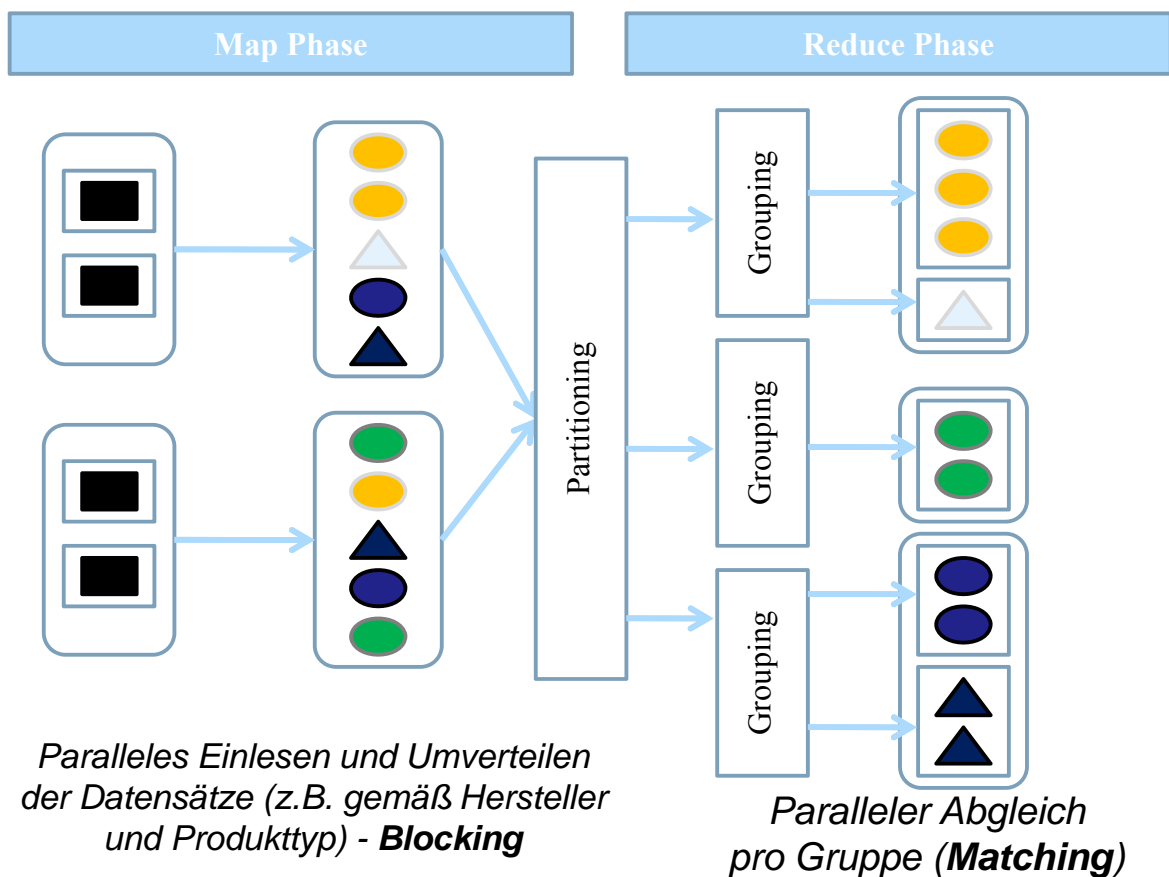 Map Phase
Reduce Phase
Partitioning
Grouping
Grouping
Grouping
Paralleles Einlesen und Umverteilen
der Datensätze (z.B. gemäß Hersteller
und Produkttyp) - Blocking
Paralleler Abgleich
pro Gruppe (Matching)